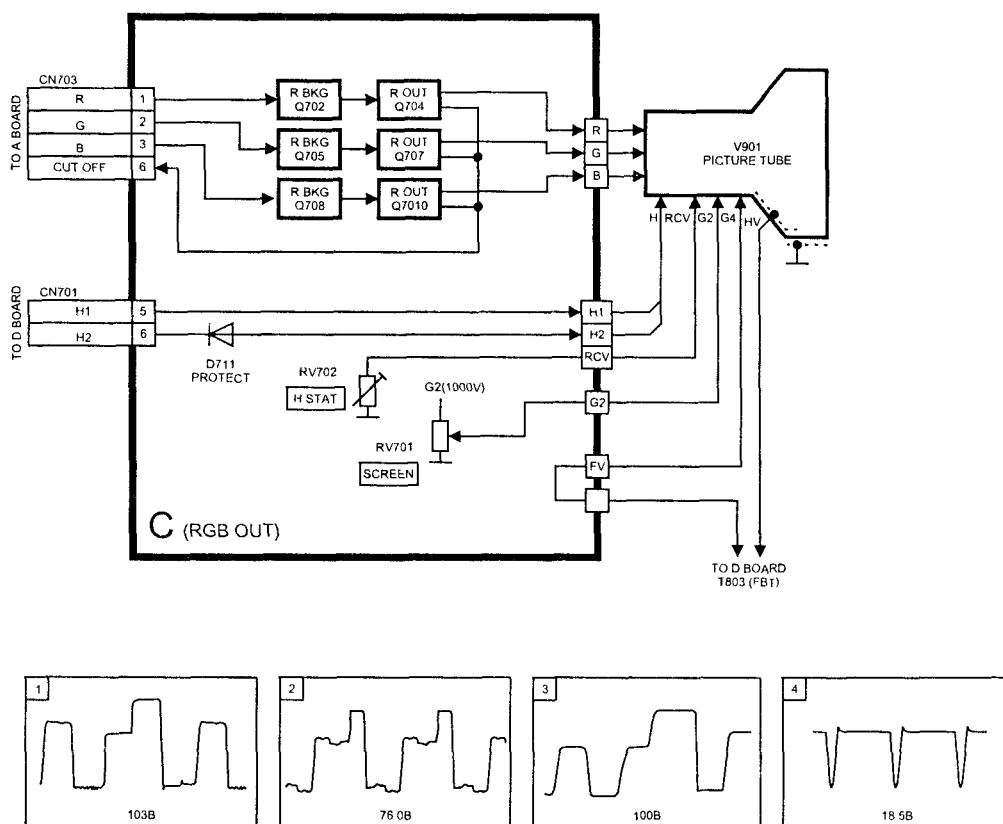 CN703
TO A BOARD
R 1
G 2
B 3
CUT OFF 6
R BKG
Q702
R OUT
Q704
R BKG
Q705
R OUT
Q707
R BKG
Q708
R OUT
Q7010
R
G
B
V901
PICTURE TUBE
H RCV G2 G4 HV
CN701
TO D BOARD
H1 5
H2 6
D711
PROTECT
H1
H2
RCV
RV702
H STAT
G2(1000V)
G2
RV701
SCREEN
FV
C (RGB OUT)
TO D BOARD
T803 (FBT)
1
103B
2
76 0B
3
100B
4
18 5B